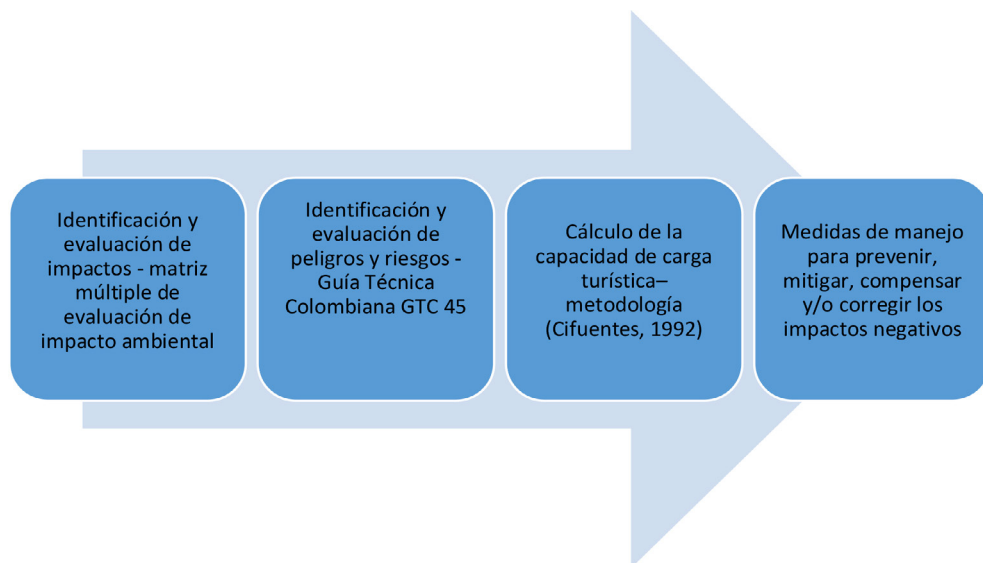 Identificación y
evaluación de
impactos - matriz
múltiple de
evaluación de
impacto ambiental
Identificación y
evaluación de
peligros y riesgos -
Guía Técnica
Colombiana GTC 45
Cálculo de la
capacidad de carga
turística–
metodología
(Cifuentes, 1992)
Medidas de manejo
para prevenir,
mitigar, compensar
y/o corregir los
impactos negativos